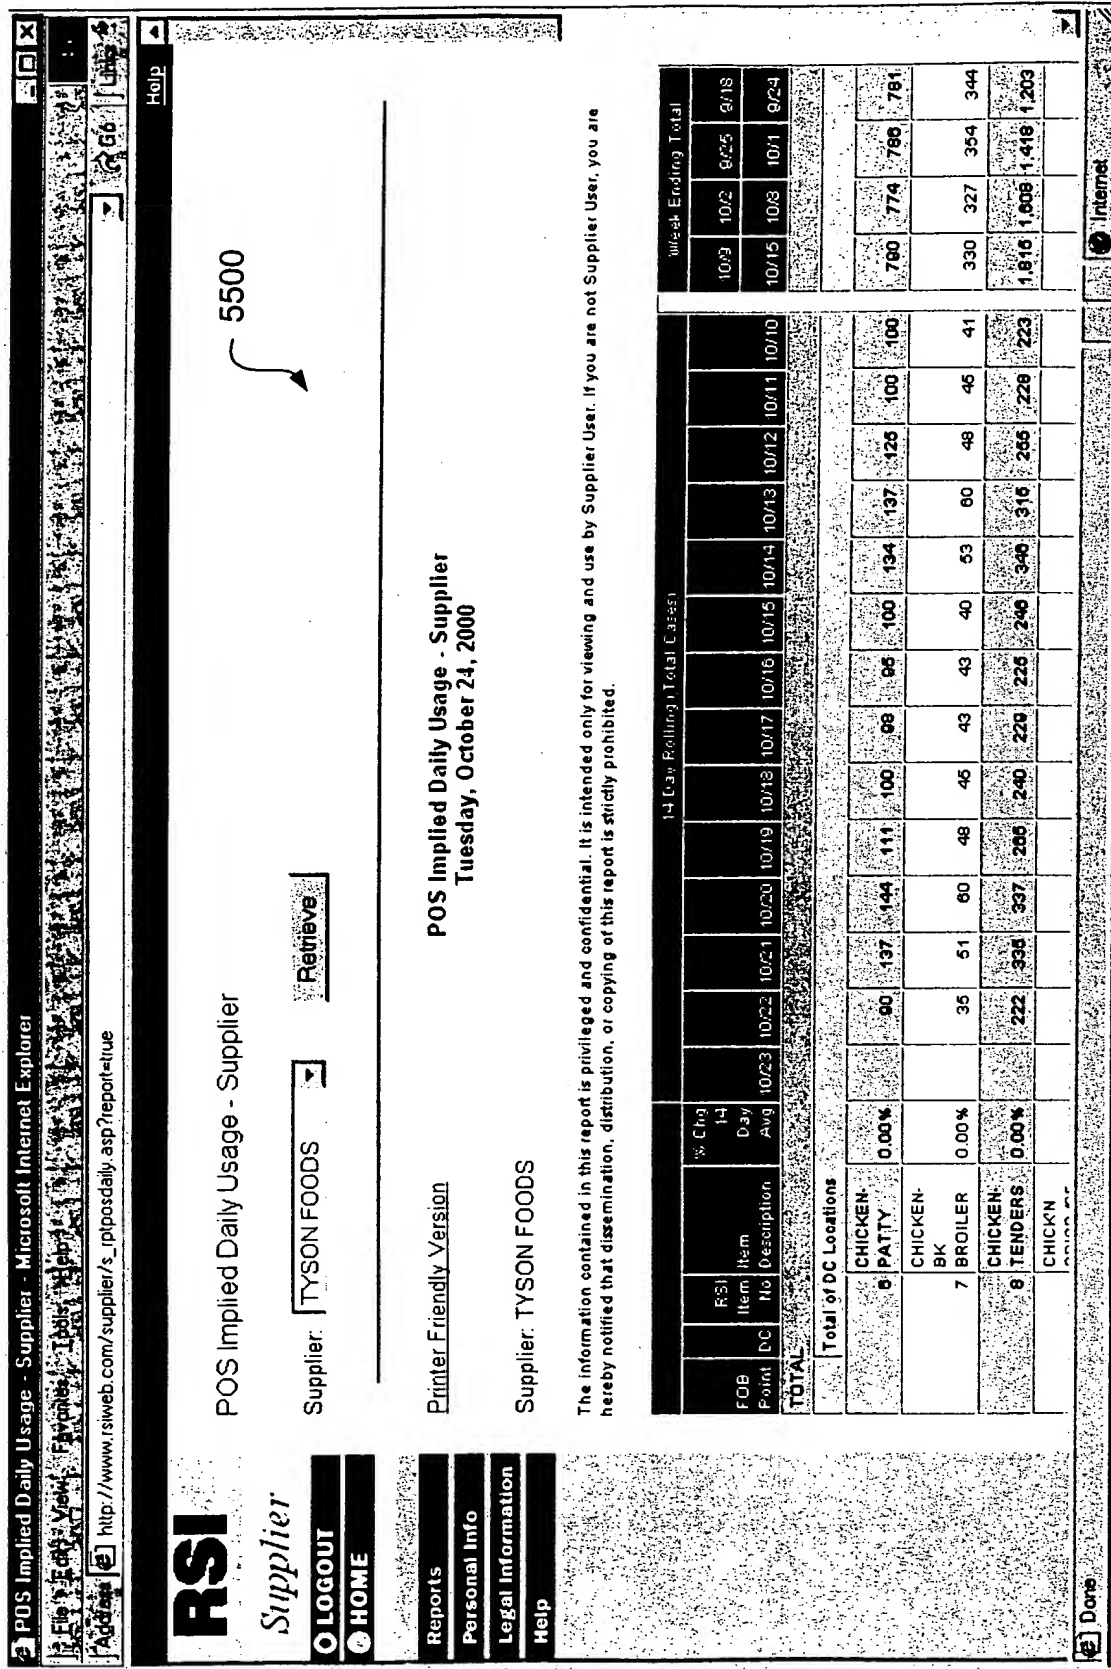 POS Implied Daily Usage - Supplier - Microsoft Internet Explorer
File Edit View Favorites Tools Help
Address http://www.rsiweb.com/supplier/s_rptposdaily.asp?report=true Go Links
Help
RSI
Supplier
LOGOUT
HOME
Reports
Personal Info
Legal Information
Help
POS Implied Daily Usage - Supplier
5500
Supplier: TYSON FOODS Retrieve
Printer Friendly Version
POS Implied Daily Usage - Supplier
Tuesday, October 24, 2000
Supplier: TYSON FOODS
The information contained in this report is privileged and confidential. It is intended only for viewing and use by Supplier User. If you are not Supplier User, you are
hereby notified that dissemination, distribution, or copying of this report is strictly prohibited.
14 Day Rolling (Total Cases) Week Ending Total
% Chg
RSI 14
FOB Item Item Day 10/9 10/2 9/25 9/18
Point DC No Description Avg 10/23 10/22 10/21 10/20 10/19 10/18 10/17 10/16 10/15 10/14 10/13 10/12 10/11 10/10 10/15 10/8 10/1 9/24
TOTAL
Total of DC Locations
CHICKEN-
6 PATTY 0.00% 90 137 144 111 100 98 95 100 134 137 125 100 100 790 774 786 781
CHICKEN-
BK
7 BROILER 0.00% 35 51 60 48 45 43 43 40 53 60 48 45 41 330 327 354 344
CHICKEN-
8 TENDERS 0.00% 222 335 337 265 240 229 225 246 346 315 255 228 223 1,815 1,608 1,418 1,203
CHICKN
Done Internet